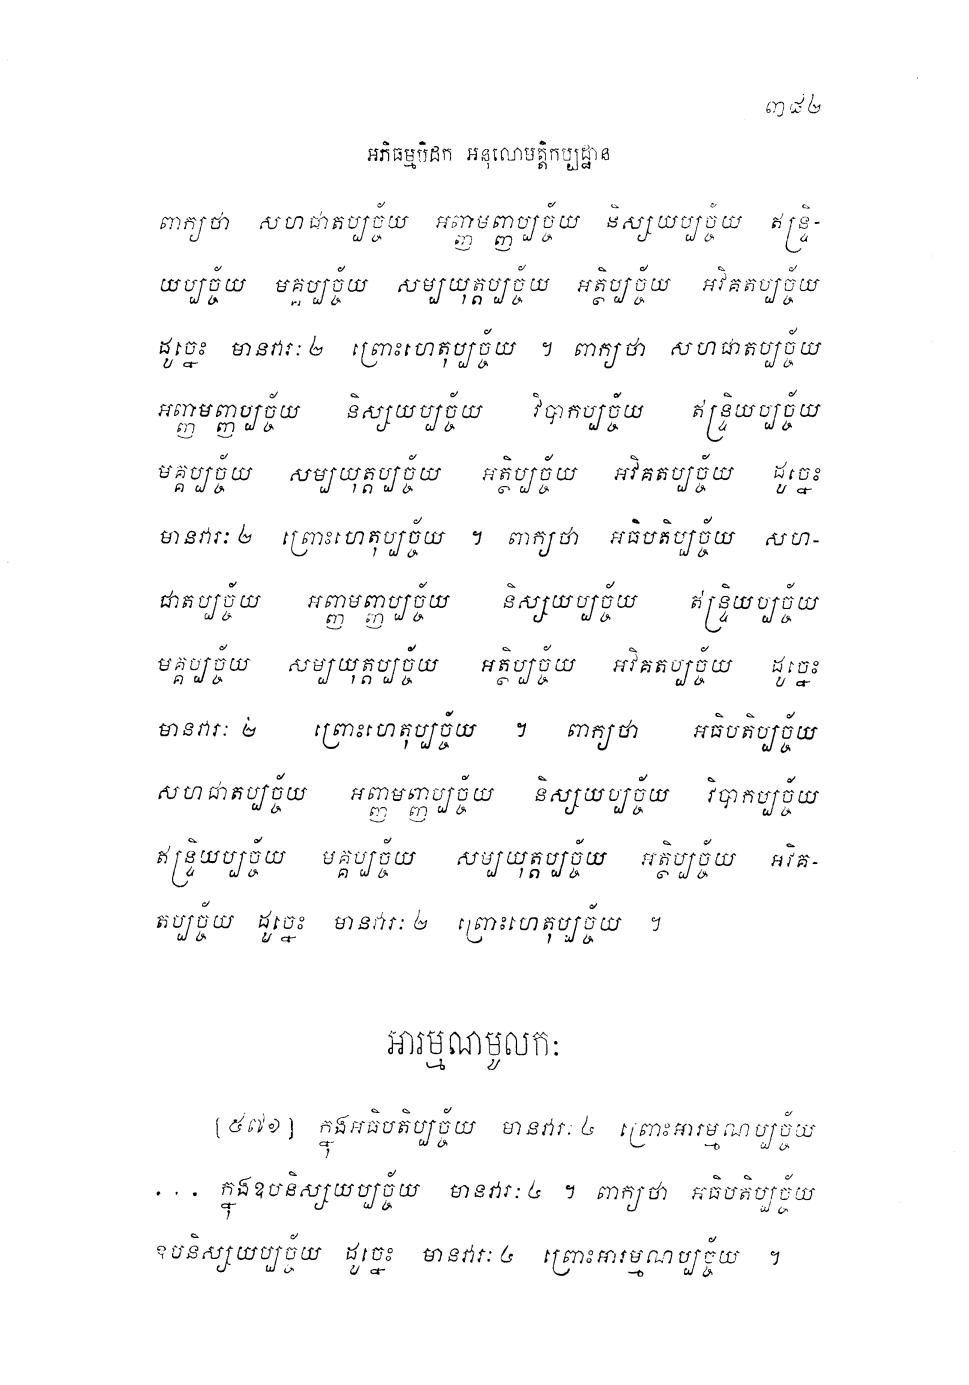 ៣៨២
អភិធម្មបិដក អនុលោមត្តិកប្បដ្ឋាន
ពាក្យថា សហជាតប្បច្ច័យ អញ្ញមញ្ញប្បច្ច័យ និស្សយប្បច្ច័យ ឥន្ទ្រិ-
យប្បច្ច័យ មគ្គប្បច្ច័យ សម្បយុត្តប្បច្ច័យ អត្ថិប្បច្ច័យ អវិគតប្បច្ច័យ
ដូច្នេះ មានវារៈ ២ ព្រោះហេតុប្បច្ច័យ ។ ពាក្យថា សហជាតប្បច្ច័យ
អញ្ញមញ្ញប្បច្ច័យ និស្សយប្បច្ច័យ វិបាកប្បច្ច័យ ឥន្ទ្រិយប្បច្ច័យ
មគ្គប្បច្ច័យ សម្បយុត្តប្បច្ច័យ អត្ថិប្បច្ច័យ អវិគតប្បច្ច័យ ដូច្នេះ
មានវារៈ ២ ព្រោះហេតុប្បច្ច័យ ។ ពាក្យថា អធិបតិប្បច្ច័យ សហ-
ជាតប្បច្ច័យ អញ្ញមញ្ញប្បច្ច័យ និស្សយប្បច្ច័យ ឥន្ទ្រិយប្បច្ច័យ
មគ្គប្បច្ច័យ សម្បយុត្តប្បច្ច័យ អត្ថិប្បច្ច័យ អវិគតប្បច្ច័យ ដូច្នេះ
មានវារៈ ២ ព្រោះហេតុប្បច្ច័យ ។ ពាក្យថា អធិបតិប្បច្ច័យ
សហជាតប្បច្ច័យ អញ្ញមញ្ញប្បច្ច័យ និស្សយប្បច្ច័យ វិបាកប្បច្ច័យ
ឥន្ទ្រិយប្បច្ច័យ មគ្គប្បច្ច័យ សម្បយុត្តប្បច្ច័យ អត្ថិប្បច្ច័យ អវិគ-
តប្បច្ច័យ ដូច្នេះ មានវារៈ ២ ព្រោះហេតុប្បច្ច័យ ។
អារម្មណមូលកៈ
[៥៧១] ក្នុងអធិបតិប្បច្ច័យ មានវារៈ ៤ ព្រោះអារម្មណប្បច្ច័យ
... ក្នុងឧបនិស្សយប្បច្ច័យ មានវារៈ ៤ ។ ពាក្យថា អធិបតិប្បច្ច័យ
ឧបនិស្សយប្បច្ច័យ ដូច្នេះ មានវារៈ ៤ ព្រោះអារម្មណប្បច្ច័យ ។